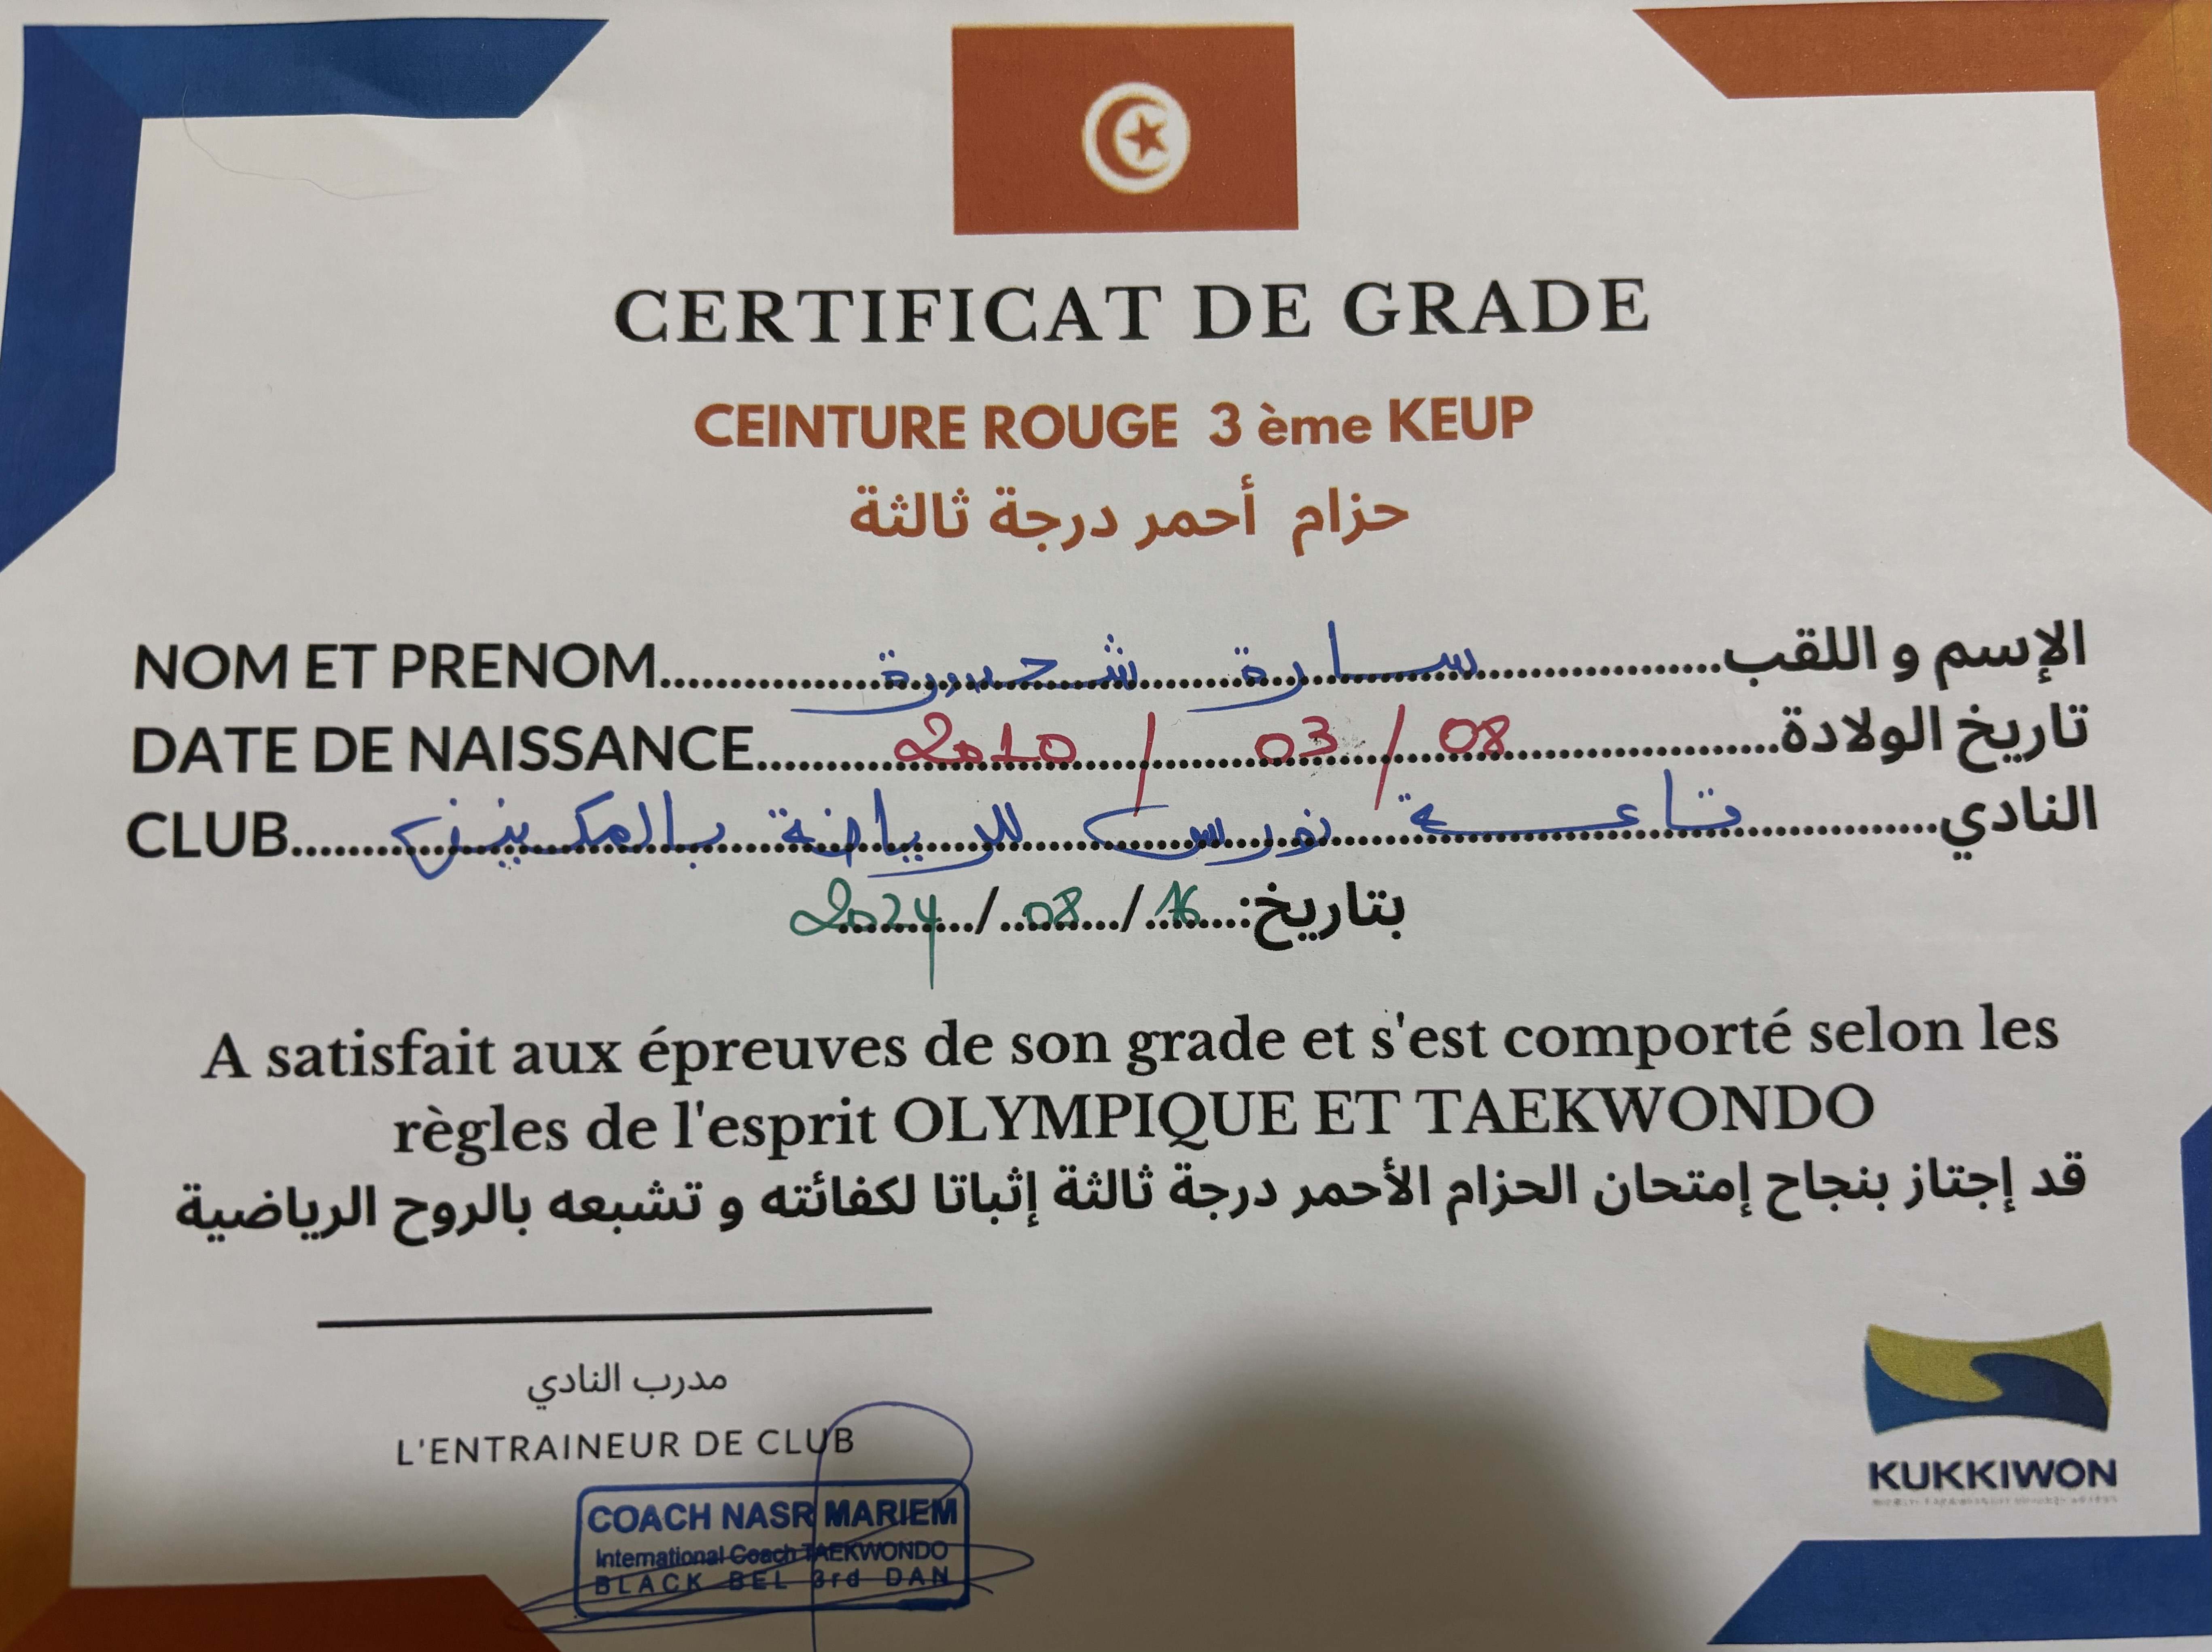 CERTIFICAT DE GRADE
CEINTURE ROUGE 3 ème KEUP
حزام أحمر درجة ثالثة
NOM ET PRENOM.......... سارة شحيبرة ..........الإسم و اللقب
DATE DE NAISSANCE.......... 2010 / 03 / 08 ..........تاريخ الولادة
CLUB.......... قاعة نورس للرياضة بالمكنين ..........النادي
بتاريخ: 16 / 08 / 2024
A satisfait aux épreuves de son grade et s'est comporté selon les
règles de l'esprit OLYMPIQUE ET TAEKWONDO
قد إجتاز بنجاح إمتحان الحزام الأحمر درجة ثالثة إثباتا لكفائته و تشبعه بالروح الرياضية
مدرب النادي
L'ENTRAINEUR DE CLUB
COACH NASR MARIEM
International Coach TAEKWONDO
BLACK BEL 3rd DAN
KUKKIWON